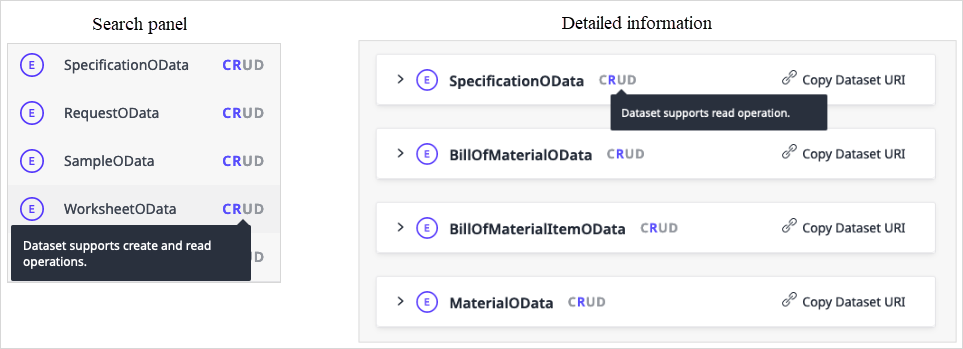 Search panel
E SpecificationOData CRUD
E RequestOData CRUD
E SampleOData CRUD
E WorksheetOData CRUD
Dataset supports create and read
operations.
UD
Detailed information
E SpecificationOData CRUD Copy Dataset URI
Dataset supports read operation.
E BillOfMaterialOData CRUD Copy Dataset URI
E BillOfMaterialItemOData CRUD Copy Dataset URI
E MaterialOData CRUD Copy Dataset URI